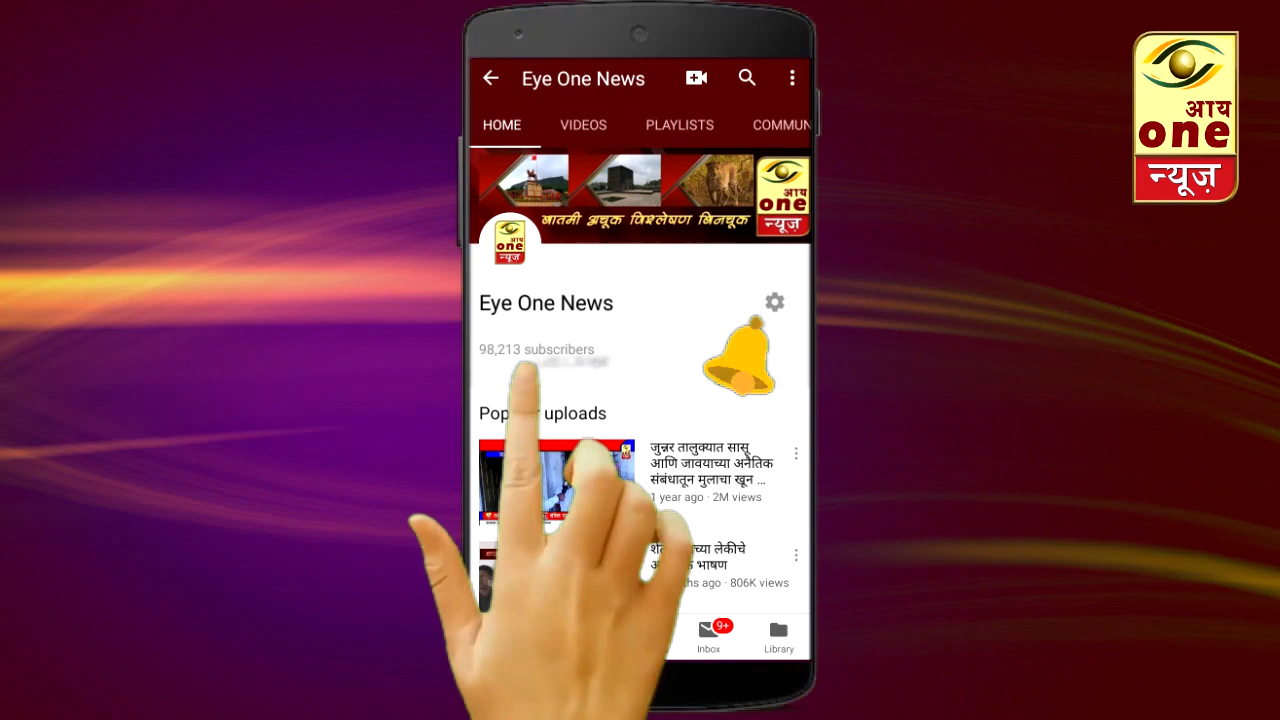 Eye One News
HOME VIDEOS PLAYLISTS COMMUN
आय
one
न्यूज़
आय
one
न्यूज़
बातमी अचूक विश्लेषण बिनचूक
आय
one
न्यूज़
Eye One News
98,213 subscribers
uploads
जुन्नर तालुक्यात सासू
आणि जावयाच्या अनैतिक
संबंधातून मुलाचा खून ...
1 year ago · 2M views
लेकीचे
भाषण
ago · 806K views
9+
Inbox Library